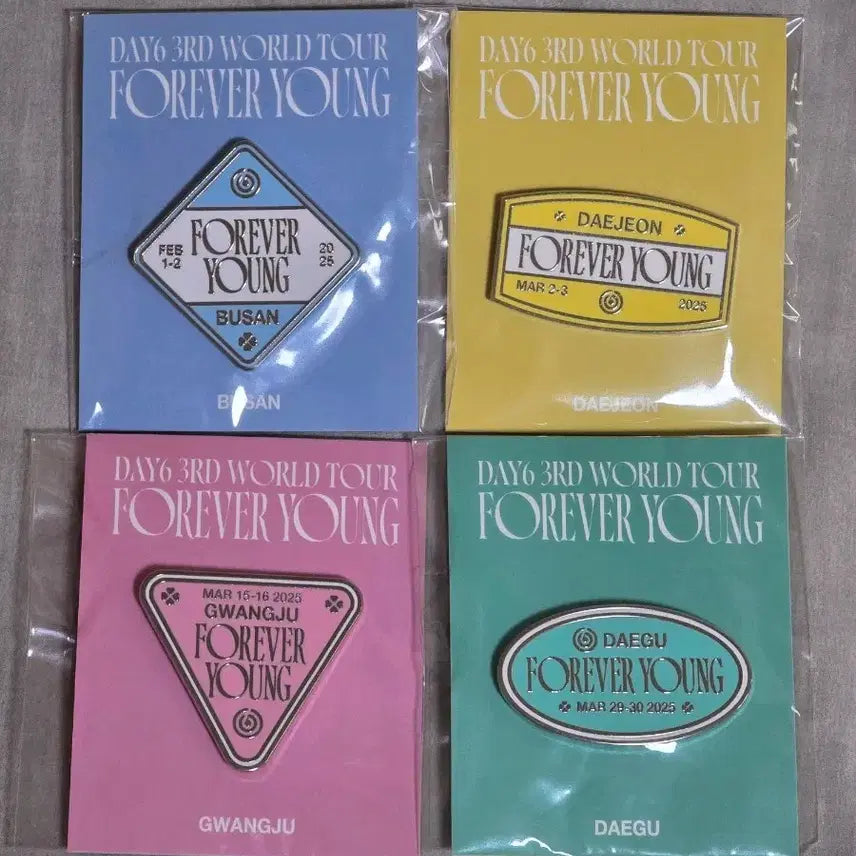 DAY6 3RD WORLD TOUR
FOREVER YOUNG
FEB
1-2
FOREVER
YOUNG
20
25
BUSAN
BUSAN
DAY6 3RD WORLD TOUR
FOREVER YOUNG
DAEJEON
FOREVER YOUNG
MAR 2-3
2025
DAEJEON
DAY6 3RD WORLD TOUR
FOREVER YOUNG
MAR 15-16 2025
GWANGJU
FOREVER
YOUNG
GWANGJU
DAY6 3RD WORLD TOUR
FOREVER YOUNG
DAEGU
FOREVER YOUNG
MAR 29-30 2025
DAEGU